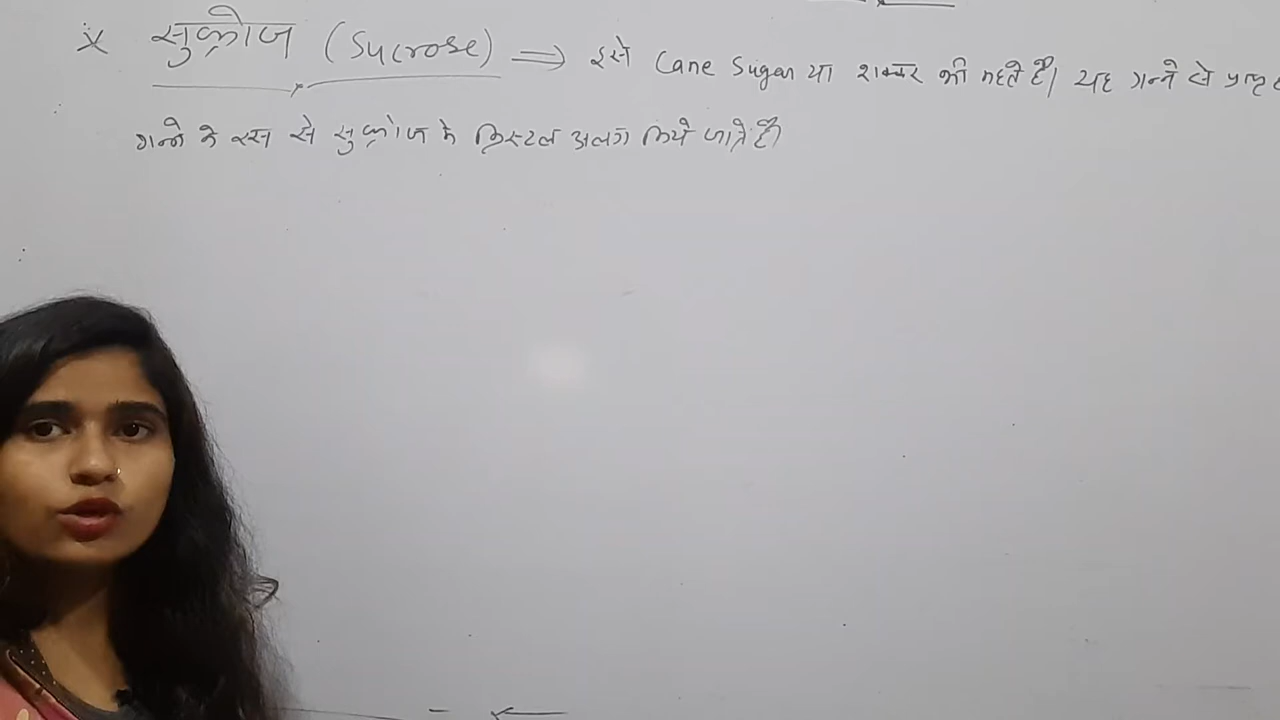 * सुक्रोज (Sucrose) ⇒ इसे Cane Sugar या शक्कर भी कहते हैं। यह गन्ने से प्राप्त
गन्ने के रस से सुक्रोज के क्रिस्टल अलग किये जाते हैं